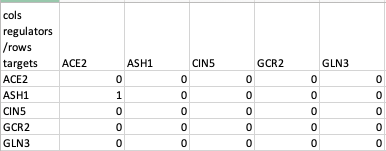 cols
regulators
/rows
targets ACE2 ASH1 CIN5 GCR2 GLN3
ACE2 0 0 0 0 0
ASH1 1 0 0 0 0
CIN5 0 0 0 0 0
GCR2 0 0 0 0 0
GLN3 0 0 0 0 0